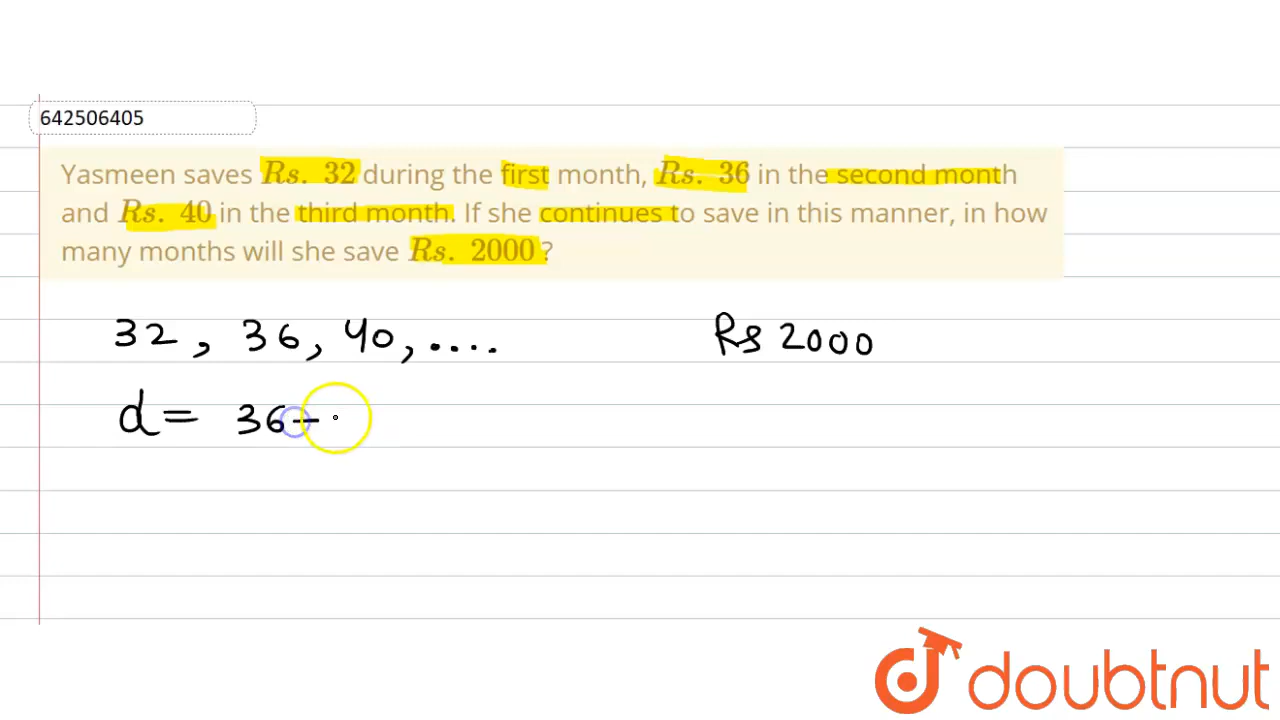 642506405
Yasmeen saves Rs. 32 during the first month, Rs. 36 in the second month
and Rs. 40 in the third month. If she continues to save in this manner, in how
many months will she save Rs. 2000 ?
32, 36, 40, .... Rs 2000
d = 36-
doubtnut